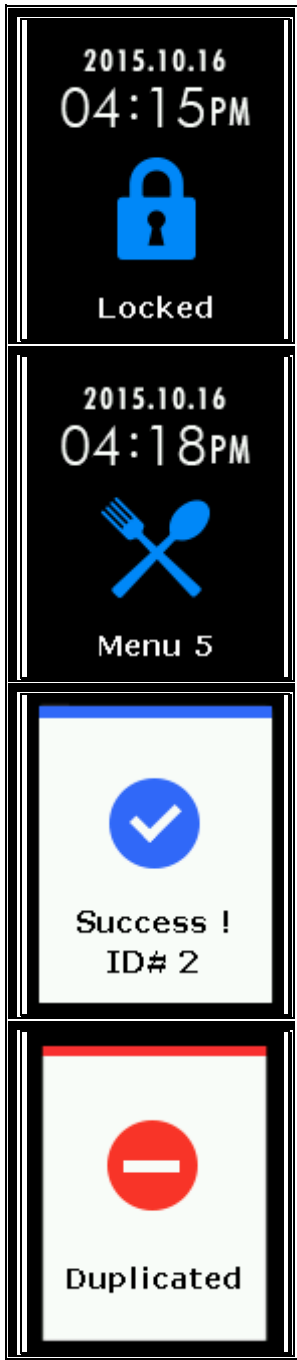 2015.10.16
04:15PM
Locked
2015.10.16
04:18PM
Menu 5
Success !
ID# 2
Duplicated